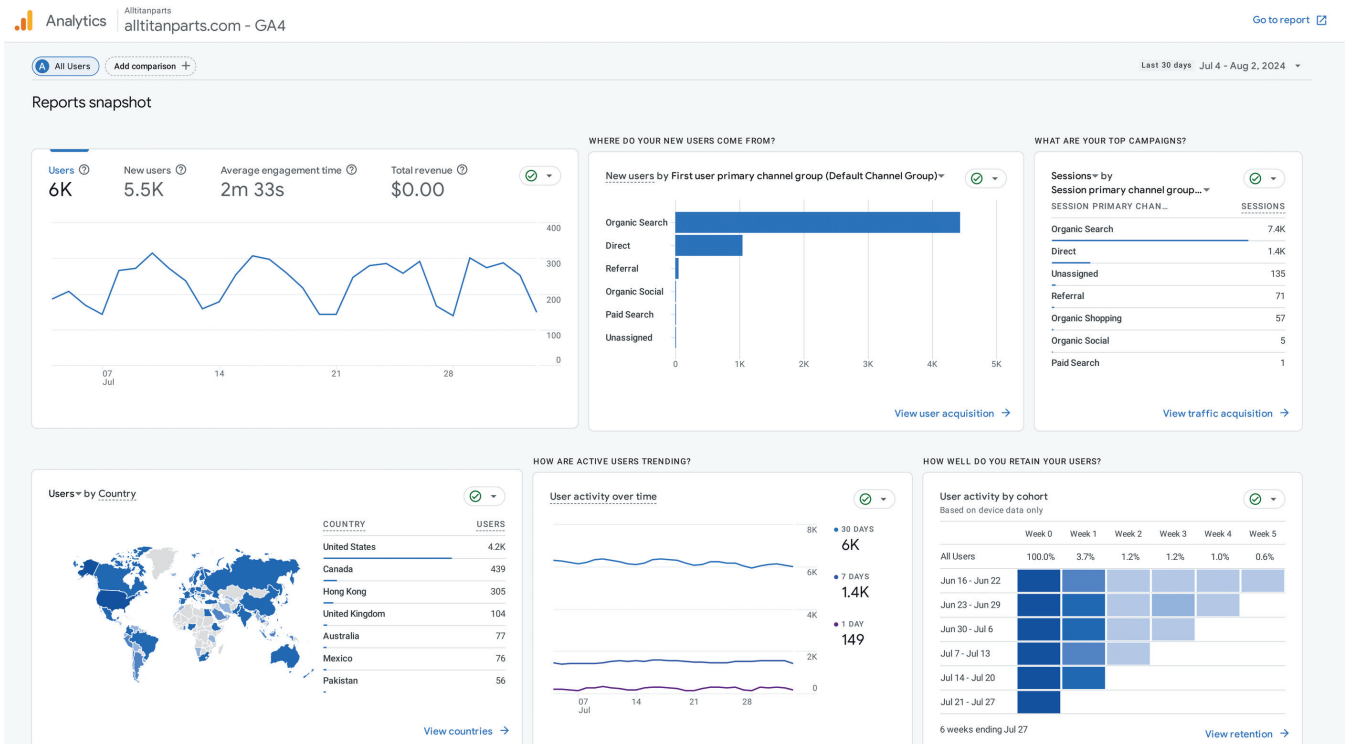 Analytics
Alltitanparts
alltitanparts.com - GA4
Go to report
A All Users
Add comparison +
Last 30 days Jul 4 - Aug 2, 2024
Reports snapshot
Users
6K
New users
5.5K
Average engagement time
2m 33s
Total revenue
$0.00
400
300
200
100
0
07
Jul
14
21
28
WHERE DO YOUR NEW USERS COME FROM?
New users by First user primary channel group (Default Channel Group)
Organic Search
Direct
Referral
Organic Social
Paid Search
Unassigned
0 1K 2K 3K 4K 5K
View user acquisition →
WHAT ARE YOUR TOP CAMPAIGNS?
Sessions by
Session primary channel group...
SESSION PRIMARY CHAN... SESSIONS
Organic Search 7.4K
Direct 1.4K
Unassigned 135
Referral 71
Organic Shopping 57
Organic Social 5
Paid Search 1
View traffic acquisition →
Users by Country
COUNTRY USERS
United States 4.2K
Canada 439
Hong Kong 305
United Kingdom 104
Australia 77
Mexico 76
Pakistan 56
View countries →
HOW ARE ACTIVE USERS TRENDING?
User activity over time
8K
6K
4K
2K
0
07
Jul
14
21
28
30 DAYS
6K
7 DAYS
1.4K
1 DAY
149
HOW WELL DO YOU RETAIN YOUR USERS?
User activity by cohort
Based on device data only
Week 0 Week 1 Week 2 Week 3 Week 4 Week 5
All Users 100.0% 3.7% 1.2% 1.2% 1.0% 0.6%
Jun 16 - Jun 22
Jun 23 - Jun 29
Jun 30 - Jul 6
Jul 7 - Jul 13
Jul 14 - Jul 20
Jul 21 - Jul 27
6 weeks ending Jul 27
View retention →